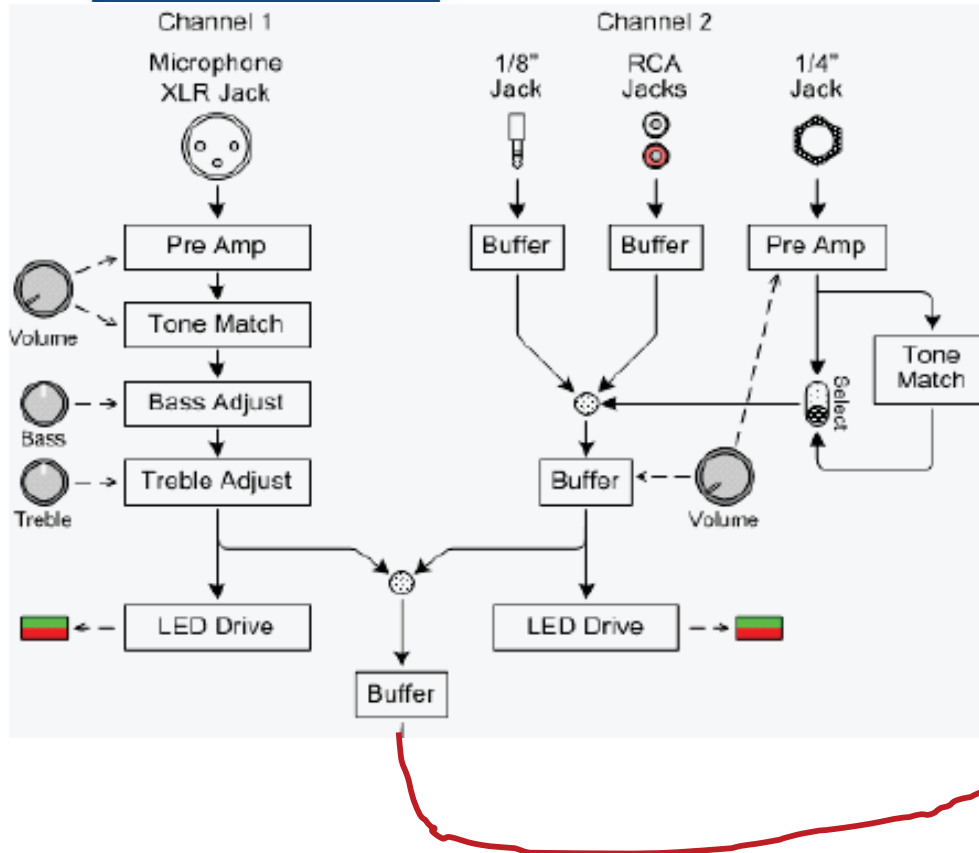 Channel 1
Channel 2
Microphone
XLR Jack
1/8"
Jack
RCA
Jacks
1/4"
Jack
Pre Amp
Buffer
Buffer
Pre Amp
Volume
Tone Match
Tone
Match
Select
Bass Adjust
Bass
Treble Adjust
Buffer
Treble
Volume
LED Drive
LED Drive
Buffer